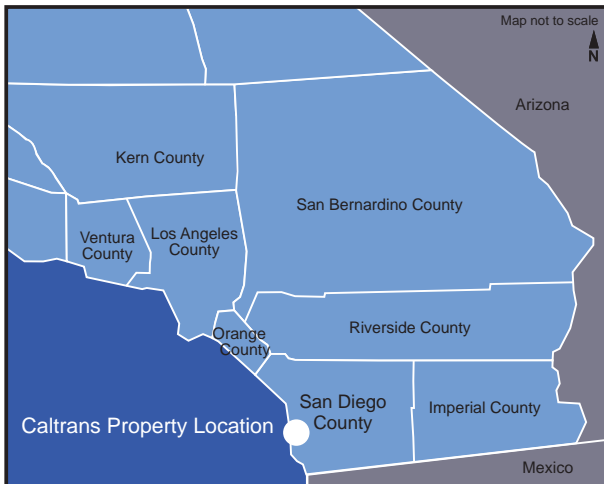 Map not to scale
N
Arizona
Kern County
San Bernardino County
Ventura
County
Los Angeles
County
Orange
County
Riverside County
San Diego
County
Imperial County
Caltrans Property Location
Mexico